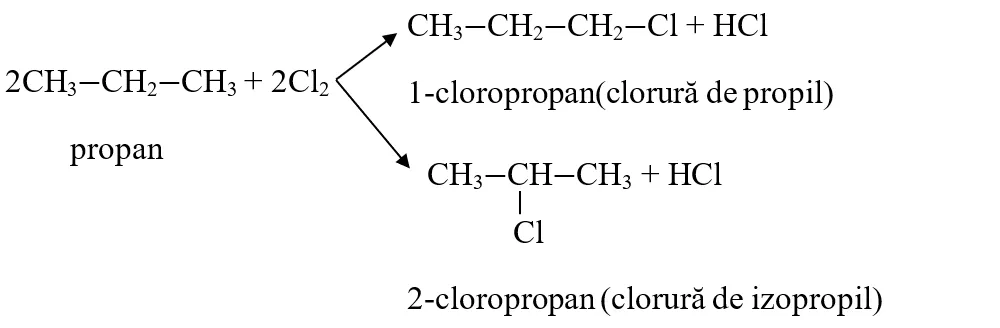 CH₃−CH₂−CH₂−Cl + HCl
2CH₃−CH₂−CH₃ + 2Cl₂
1-cloropropan(clorură de propil)
propan
CH₃−CH−CH₃ + HCl
|
Cl
2-cloropropan (clorură de izopropil)